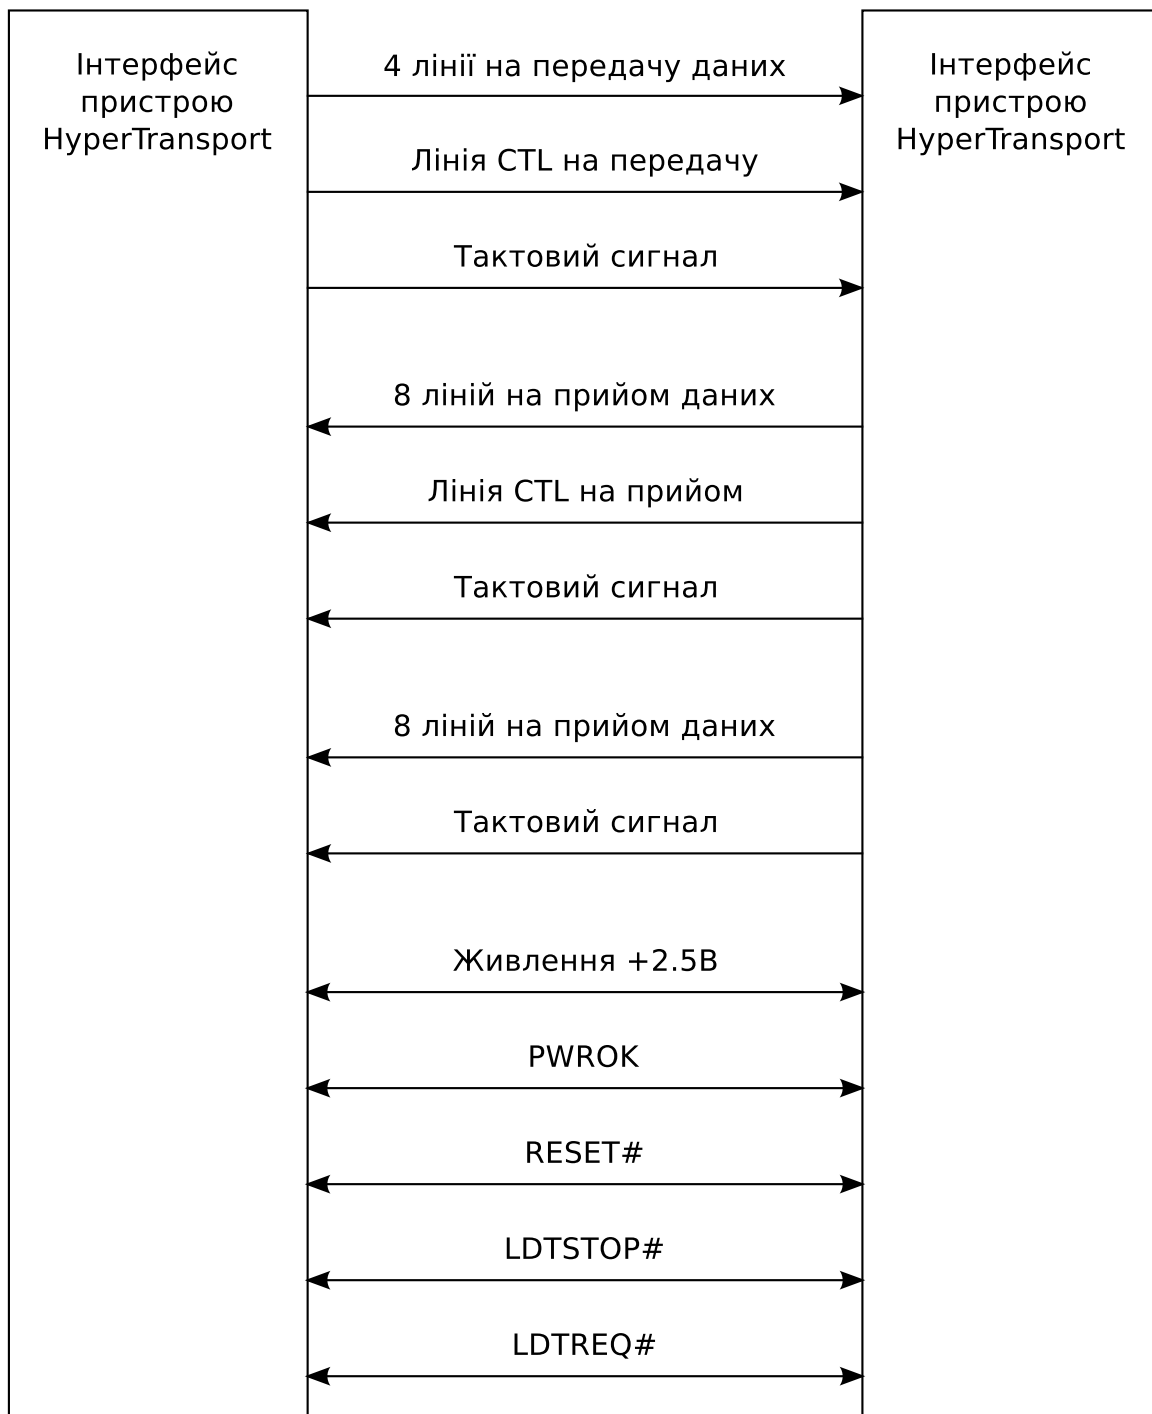 Інтерфейс
пристрою
HyperTransport
4 лінії на передачу даних
Лінія CTL на передачу
Тактовий сигнал
8 ліній на прийом даних
Лінія CTL на прийом
Тактовий сигнал
8 ліній на прийом даних
Тактовий сигнал
Живлення +2.5В
PWROK
RESET#
LDTSTOP#
LDTREQ#
Інтерфейс
пристрою
HyperTransport